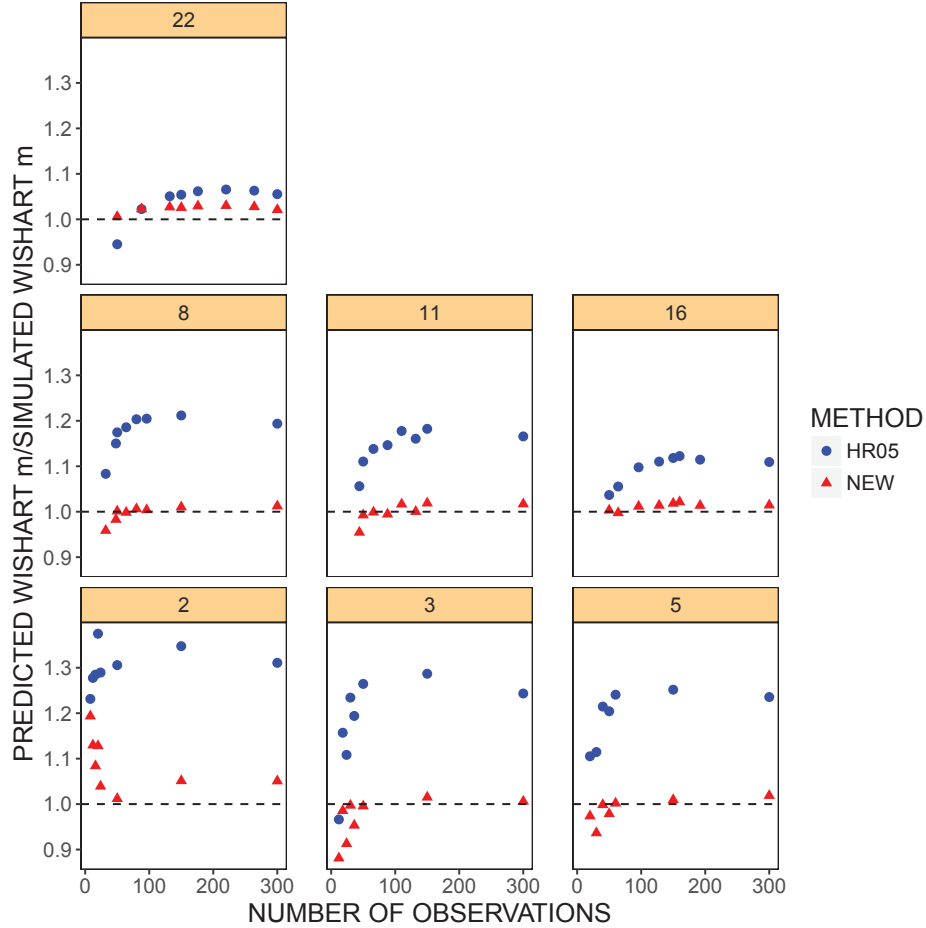 22
1.3
1.2
1.1
1.0
0.9
PREDICTED WISHART m/SIMULATED WISHART m
8
11
16
1.3
1.2
1.1
1.0
0.9
METHOD
HR05
NEW
2
3
5
1.3
1.2
1.1
1.0
0.9
0 100 200 300
0 100 200 300
0 100 200 300
NUMBER OF OBSERVATIONS